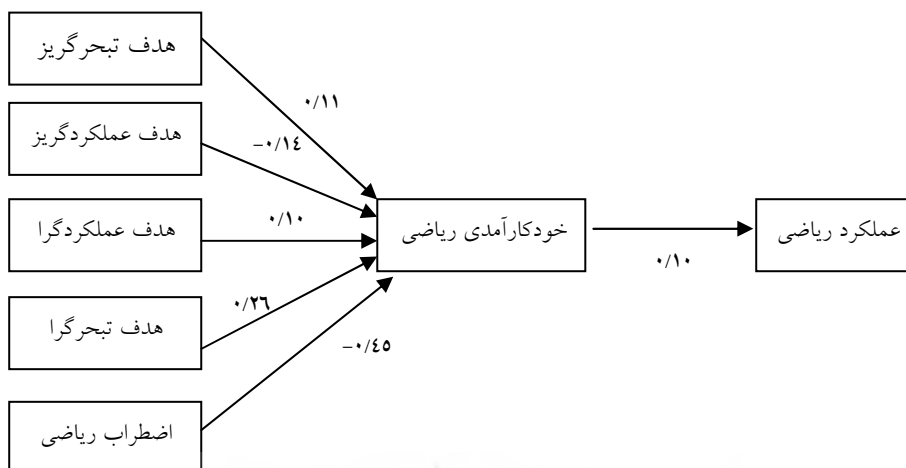 هدف تبحرگریز
۰/۱۱
هدف عملکردگریز
-۰/۱٤
هدف عملکردگرا
۰/۱۰
خودکارآمدی ریاضی
عملکرد ریاضی
۰/۱۰
هدف تبحرگرا
۰/۲٦
-۰/٤٥
اضطراب ریاضی